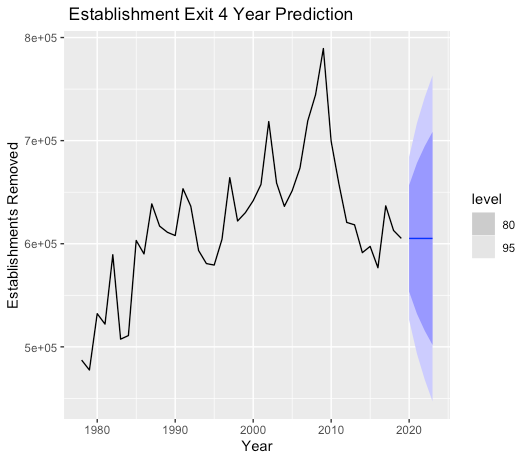 Establishment Exit 4 Year Prediction
8e+05
7e+05
6e+05
5e+05
Establishments Removed
1980
1990
2000
2010
2020
Year
level
80
95